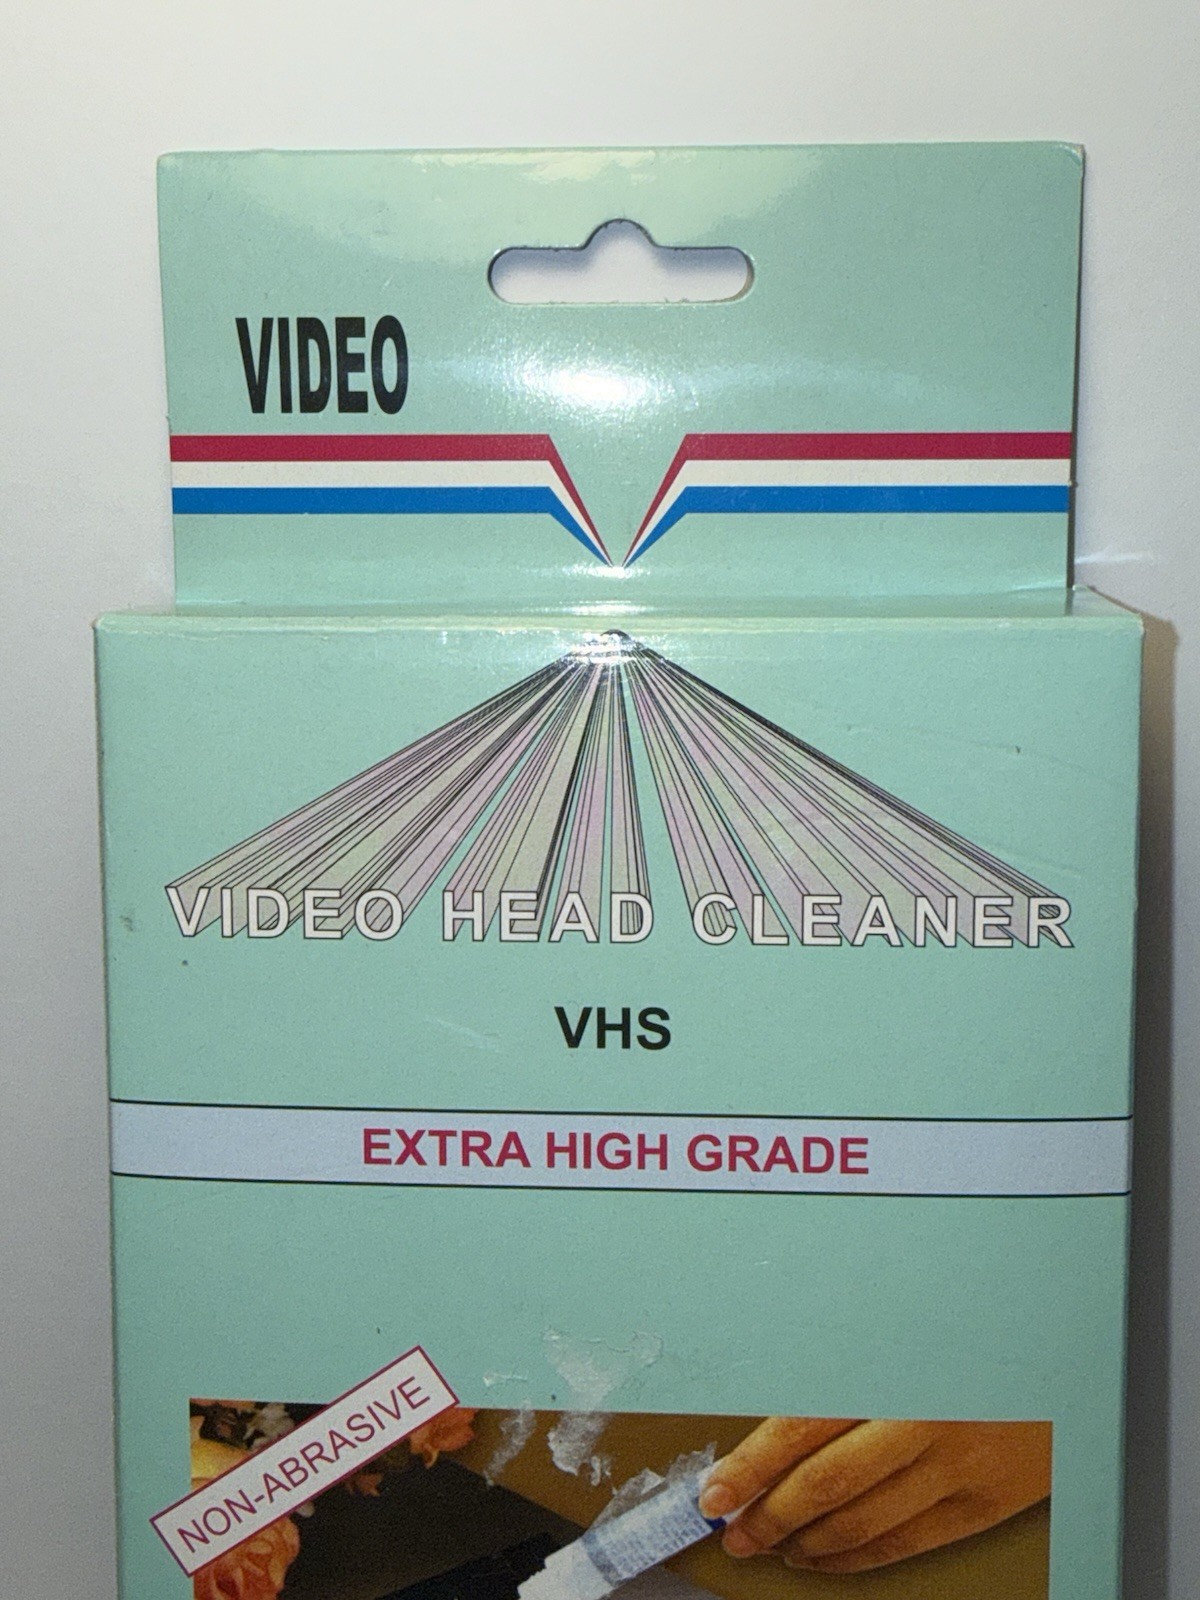 VIDEO
VIDEO HEAD CLEANER
VHS
EXTRA HIGH GRADE
NON-ABRASIVE